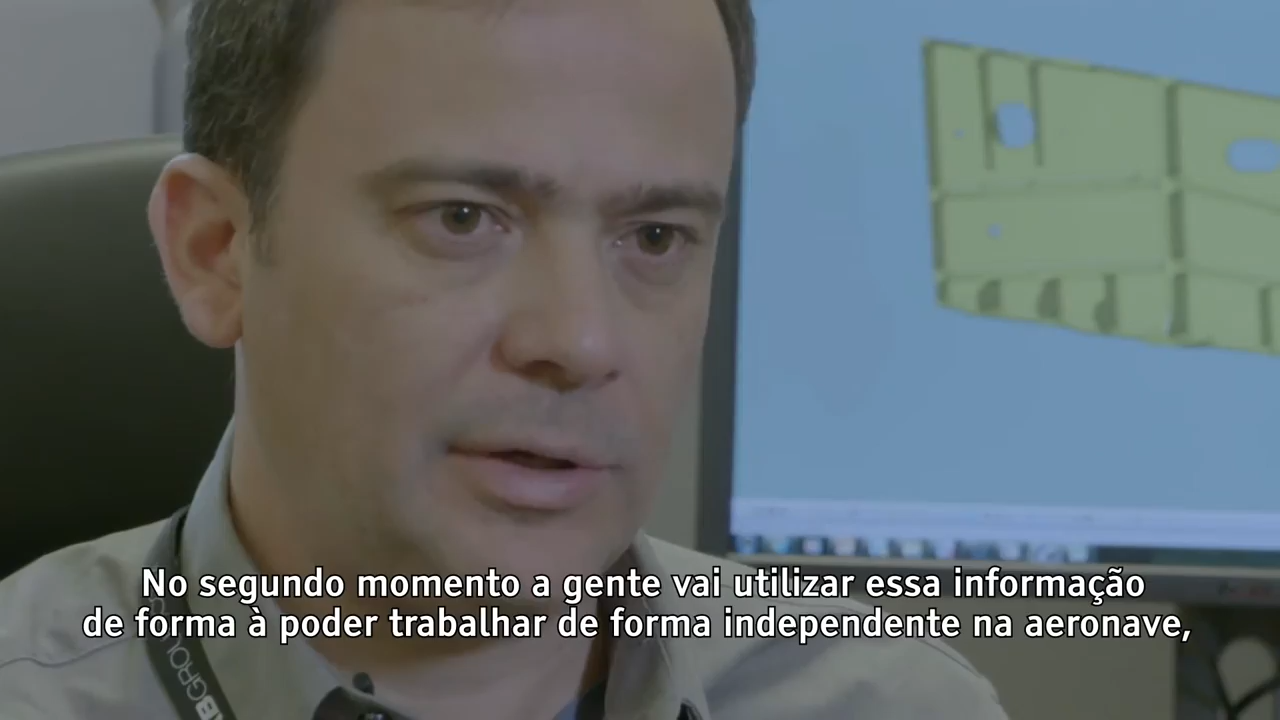 No segundo momento a gente vai utilizar essa informação
de forma à poder trabalhar de forma independente na aeronave,